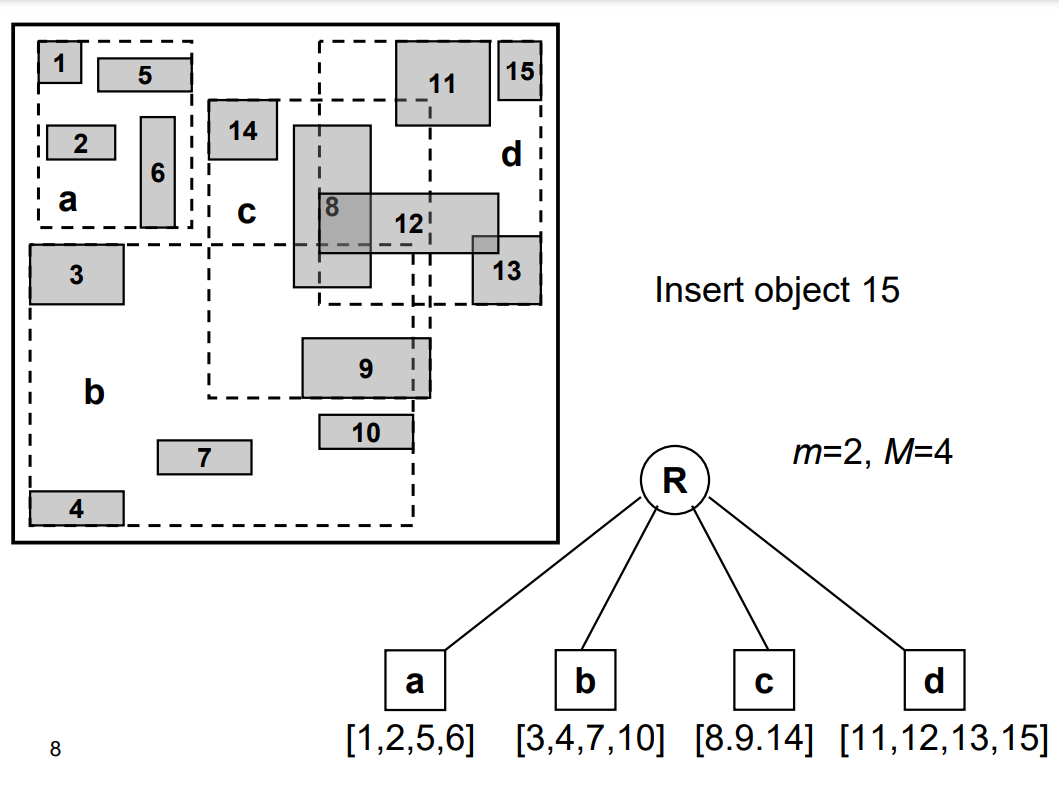 1
5
11
15
14
2
6
d
a
c
8
12
3
13
Insert object 15
9
b
10
7
m=2, M=4
R
4
a b c d
[1,2,5,6] [3,4,7,10] [8.9.14] [11,12,13,15]
8